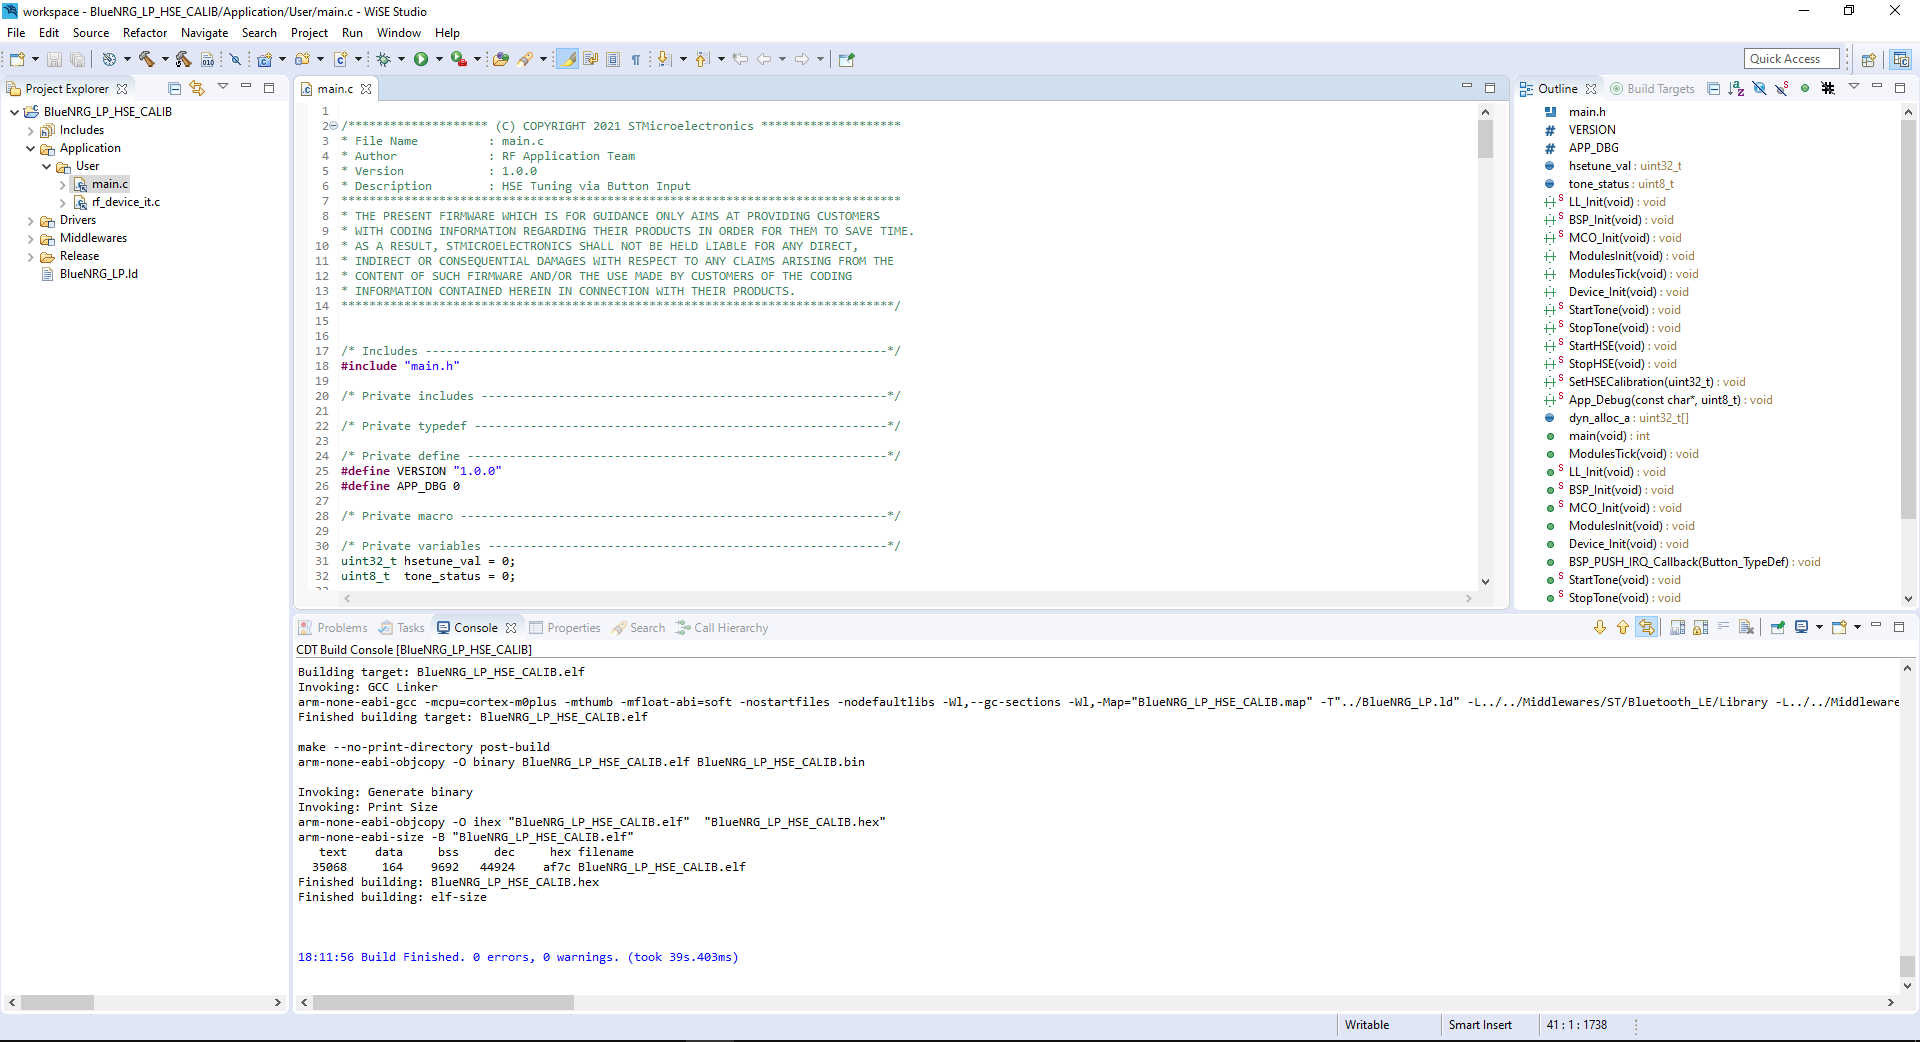 workspace - BlueNRG_LP_HSE_CALIB/Application/User/main.c - WiSE Studio
File Edit Source Refactor Navigate Search Project Run Window Help
Quick Access
Project Explorer
BlueNRG_LP_HSE_CALIB
Includes
Application
User
main.c
rf_device_it.c
Drivers
Middlewares
Release
BlueNRG_LP.ld
main.c
1
2 /******************** (C) COPYRIGHT 2021 STMicroelectronics ********************
3 * File Name          : main.c
4 * Author             : RF Application Team
5 * Version            : 1.0.0
6 * Description        : HSE Tuning via Button Input
7 ********************************************************************************
8 * THE PRESENT FIRMWARE WHICH IS FOR GUIDANCE ONLY AIMS AT PROVIDING CUSTOMERS
9 * WITH CODING INFORMATION REGARDING THEIR PRODUCTS IN ORDER FOR THEM TO SAVE TIME.
10 * AS A RESULT, STMICROELECTRONICS SHALL NOT BE HELD LIABLE FOR ANY DIRECT,
11 * INDIRECT OR CONSEQUENTIAL DAMAGES WITH RESPECT TO ANY CLAIMS ARISING FROM THE
12 * CONTENT OF SUCH FIRMWARE AND/OR THE USE MADE BY CUSTOMERS OF THE CODING
13 * INFORMATION CONTAINED HEREIN IN CONNECTION WITH THEIR PRODUCTS.
14 *******************************************************************************/
15
16
17 /* Includes ------------------------------------------------------------------*/
18 #include "main.h"
19
20 /* Private includes ----------------------------------------------------------*/
21
22 /* Private typedef -----------------------------------------------------------*/
23
24 /* Private define ------------------------------------------------------------*/
25 #define VERSION "1.0.0"
26 #define APP_DBG 0
27
28 /* Private macro -------------------------------------------------------------*/
29
30 /* Private variables ---------------------------------------------------------*/
31 uint32_t hsetune_val = 0;
32 uint8_t  tone_status = 0;
Outline Build Targets
main.h
VERSION
APP_DBG
hsetune_val : uint32_t
tone_status : uint8_t
LL_Init(void) : void
BSP_Init(void) : void
MCO_Init(void) : void
ModulesInit(void) : void
ModulesTick(void) : void
Device_Init(void) : void
StartTone(void) : void
StopTone(void) : void
StartHSE(void) : void
StopHSE(void) : void
SetHSECalibration(uint32_t) : void
App_Debug(const char*, uint8_t) : void
dyn_alloc_a : uint32_t[]
main(void) : int
ModulesTick(void) : void
LL_Init(void) : void
BSP_Init(void) : void
MCO_Init(void) : void
ModulesInit(void) : void
Device_Init(void) : void
BSP_PUSH_IRQ_Callback(Button_TypeDef) : void
StartTone(void) : void
StopTone(void) : void
Problems Tasks Console Properties Search Call Hierarchy
CDT Build Console [BlueNRG_LP_HSE_CALIB]
Building target: BlueNRG_LP_HSE_CALIB.elf
Invoking: GCC Linker
arm-none-eabi-gcc -mcpu=cortex-m0plus -mthumb -mfloat-abi=soft -nostartfiles -nodefaultlibs -Wl,--gc-sections -Wl,-Map="BlueNRG_LP_HSE_CALIB.map" -T"../BlueNRG_LP.ld" -L../../Middlewares/ST/Bluetooth_LE/Library -L../../Middleware
Finished building target: BlueNRG_LP_HSE_CALIB.elf
make --no-print-directory post-build
arm-none-eabi-objcopy -O binary BlueNRG_LP_HSE_CALIB.elf BlueNRG_LP_HSE_CALIB.bin
Invoking: Generate binary
Invoking: Print Size
arm-none-eabi-objcopy -O ihex "BlueNRG_LP_HSE_CALIB.elf"  "BlueNRG_LP_HSE_CALIB.hex"
arm-none-eabi-size -B "BlueNRG_LP_HSE_CALIB.elf"
text    data     bss     dec     hex filename
35068     164    9692   44924    af7c BlueNRG_LP_HSE_CALIB.elf
Finished building: BlueNRG_LP_HSE_CALIB.hex
Finished building: elf-size
18:11:56 Build Finished. 0 errors, 0 warnings. (took 39s.403ms)
Writable Smart Insert 41 : 1 : 1738